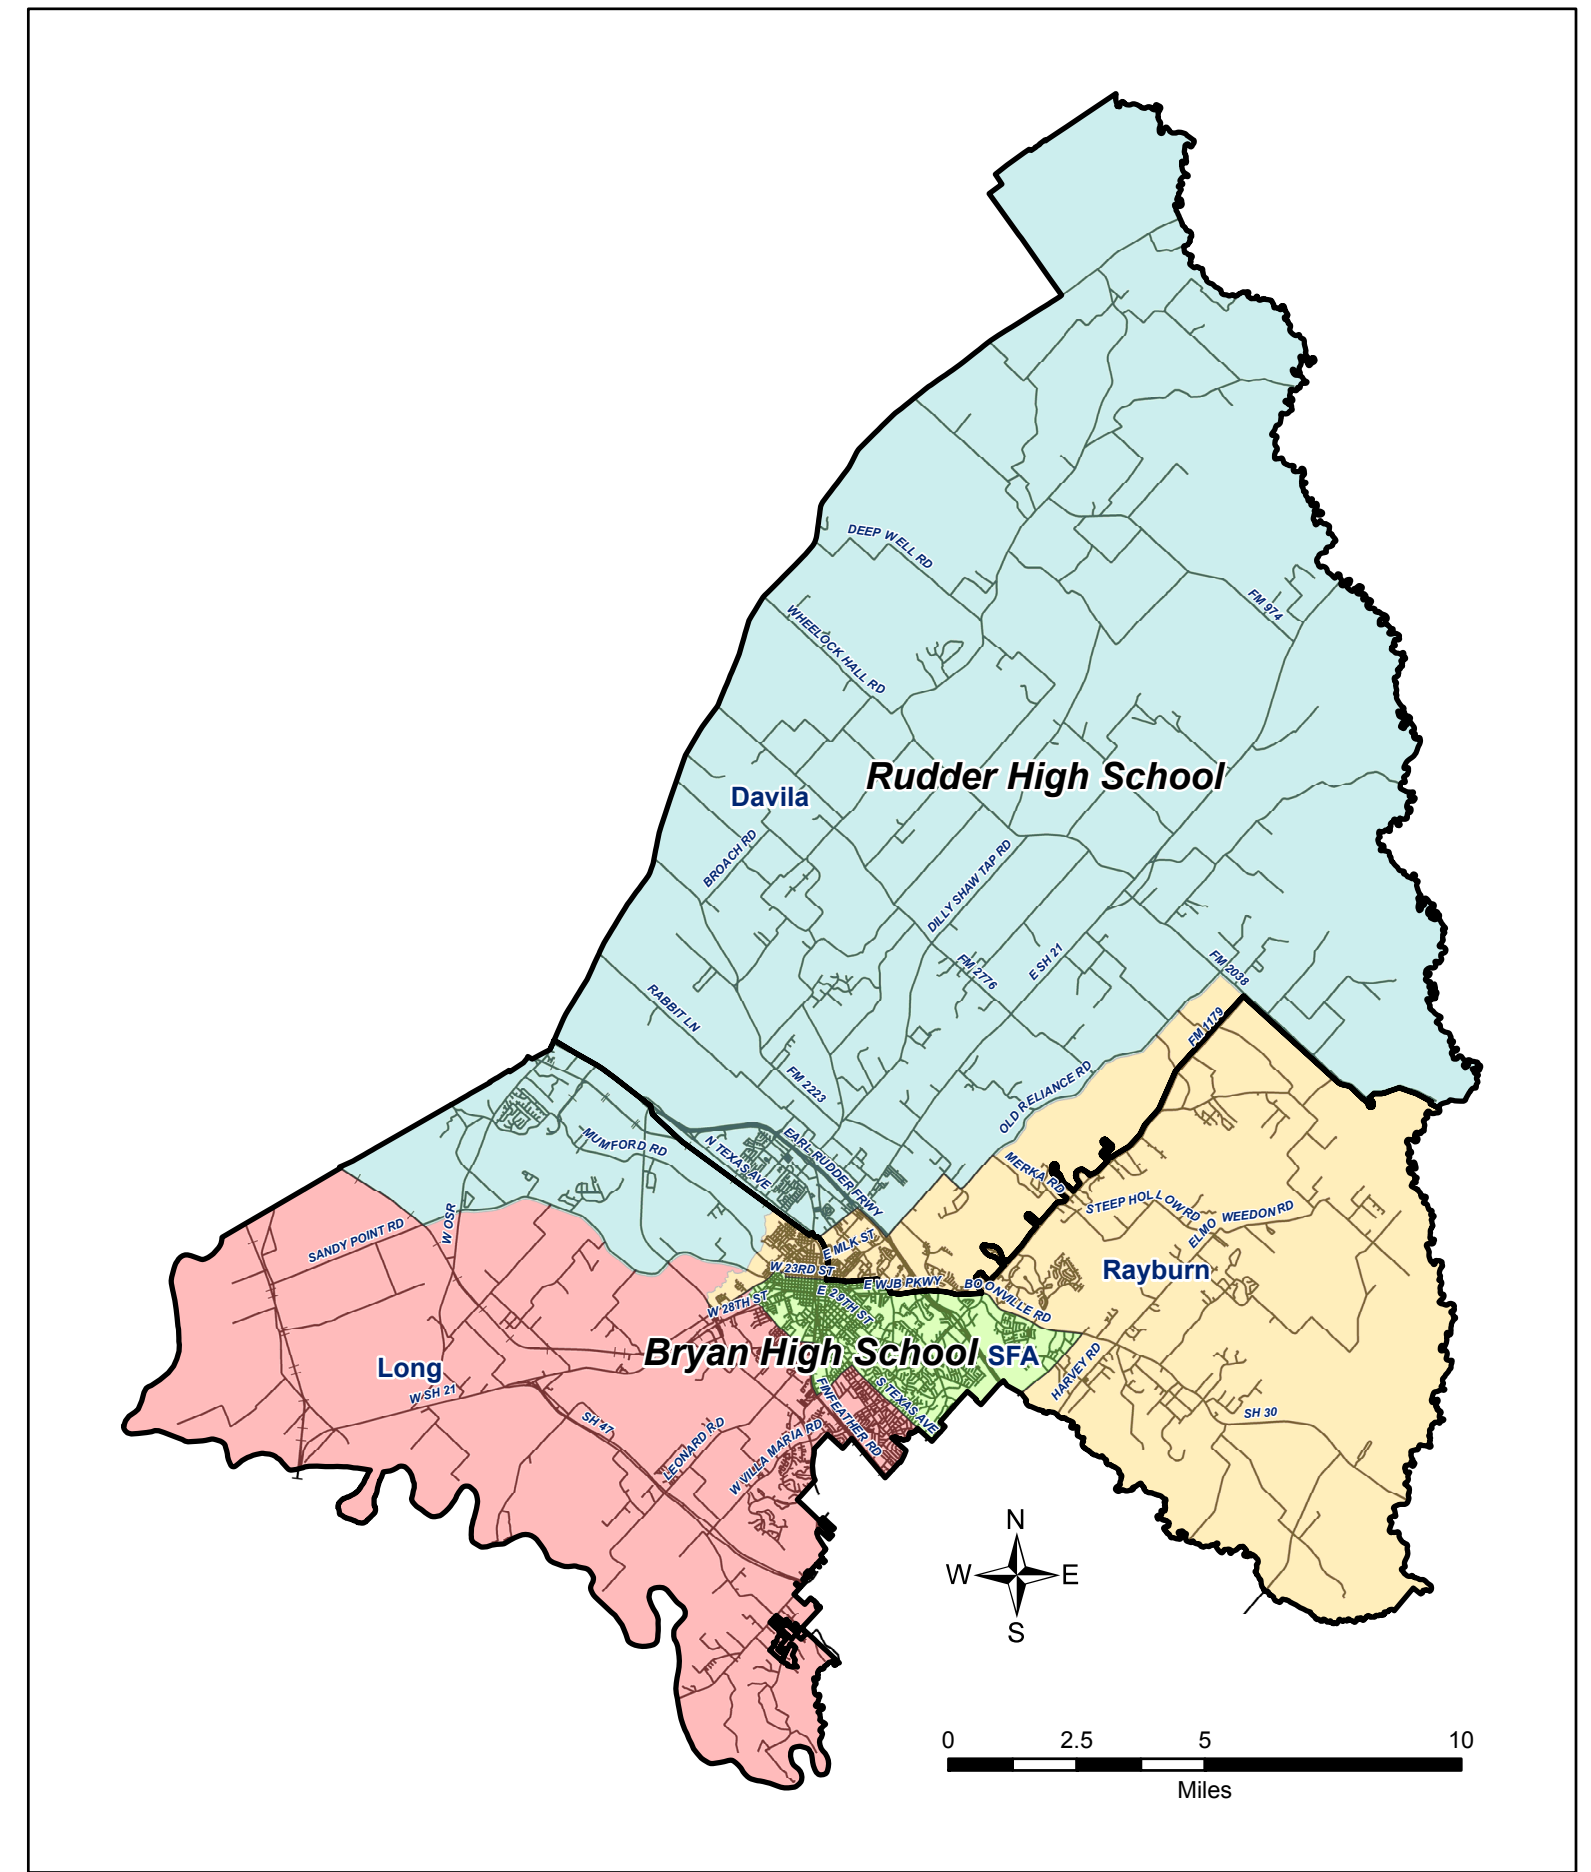 DEEP WELL RD
FM 974
WHEELOCK HALL RD
Rudder High School
Davila
BROACH RD
DILLY SHAW TAP RD
FM 2776
E SH 21
FM 2038
RABBIT LN
FM 1179
FM 2223
OLD RELIANCE RD
MUMFORD RD
N TEXAS AVE
EARL RUDDER FRWY
MERKA RD
STEEP HOLLOW RD
ELMO WEEDON RD
SANDY POINT RD
W OSR
E MLK ST
W 23RD ST
Rayburn
E WJB PKWY
BOONVILLE RD
W 28TH ST
E 29TH ST
Bryan High School
SFA
Long
HARVEY RD
W SH 21
FINFEATHER RD
S TEXAS AVE
SH 47
SH 30
LEONARD RD
W VILLA MARIA RD
N
W E
S
0 2.5 5 10
Miles